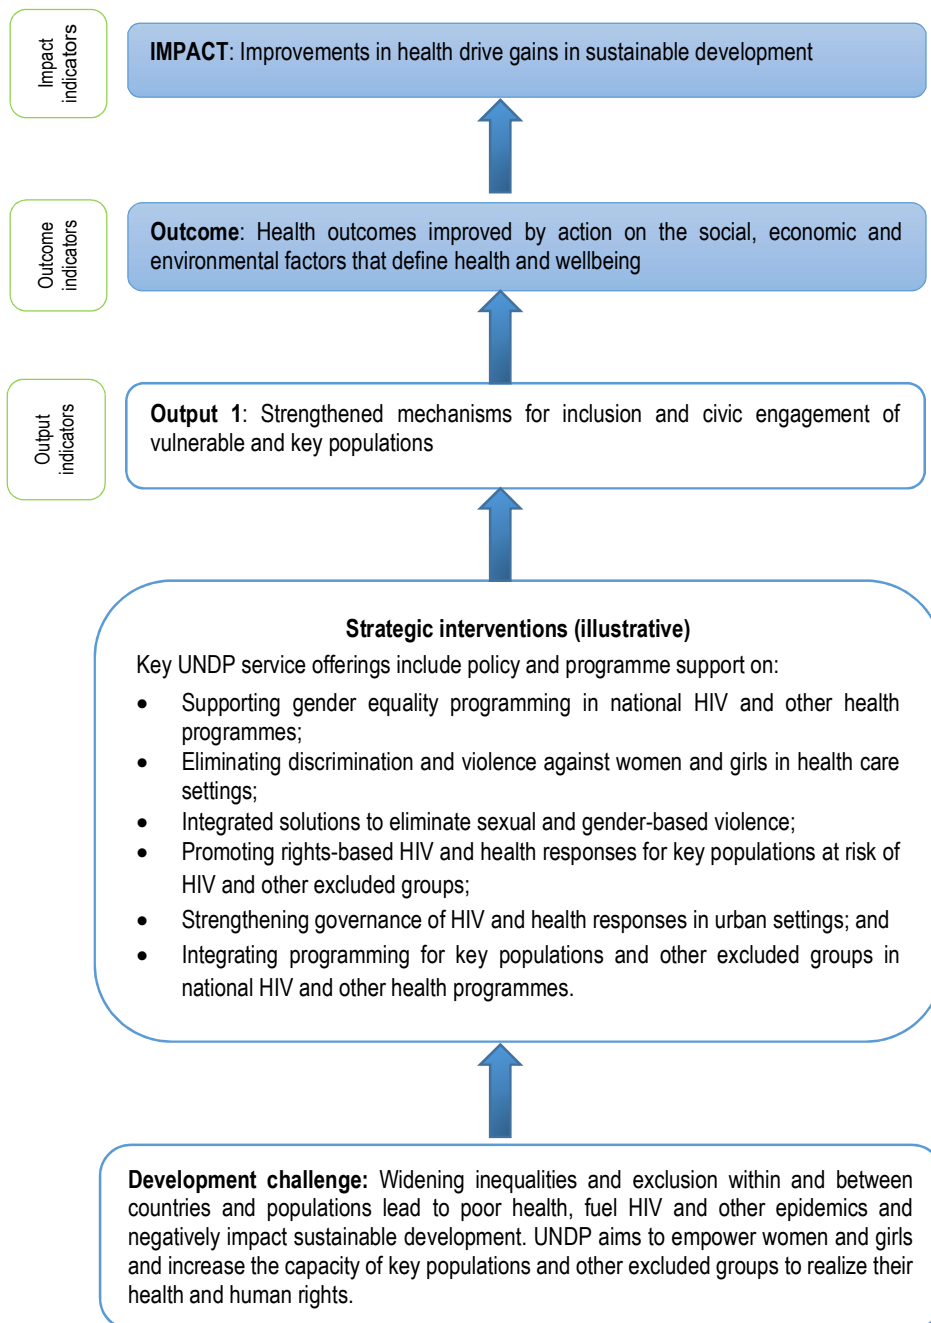 Impact
indicators
IMPACT: Improvements in health drive gains in sustainable development
Outcome
indicators
Outcome: Health outcomes improved by action on the social, economic and
environmental factors that define health and wellbeing
Output
indicators
Output 1: Strengthened mechanisms for inclusion and civic engagement of
vulnerable and key populations
Strategic interventions (illustrative)
Key UNDP service offerings include policy and programme support on:
• Supporting gender equality programming in national HIV and other health
programmes;
• Eliminating discrimination and violence against women and girls in health care
settings;
• Integrated solutions to eliminate sexual and gender-based violence;
• Promoting rights-based HIV and health responses for key populations at risk of
HIV and other excluded groups;
• Strengthening governance of HIV and health responses in urban settings; and
• Integrating programming for key populations and other excluded groups in
national HIV and other health programmes.
Development challenge: Widening inequalities and exclusion within and between
countries and populations lead to poor health, fuel HIV and other epidemics and
negatively impact sustainable development. UNDP aims to empower women and girls
and increase the capacity of key populations and other excluded groups to realize their
health and human rights.